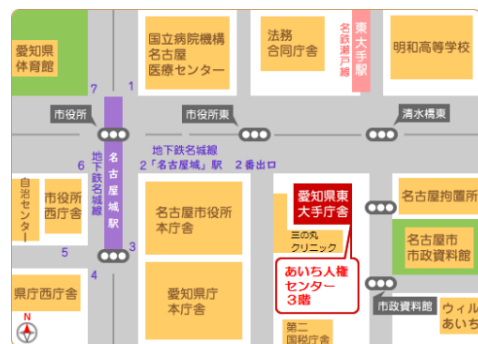 愛知県
体育館
国立病院機構
名古屋
医療センター
法務
合同庁舎
東大手駅
名鉄瀬戸線
明和高等学校
7
1
市役所
市役所東
清水橋東
地下鉄名城線
2「名古屋城」駅 2番出口
名古屋城駅
地下鉄名城線
6
自治センター
市役所
西庁舎
名古屋市役所
本庁舎
愛知県東
大手庁舎
三の丸
クリニック
名古屋拘置所
名古屋市
市政資料館
5
3
4
あいち人権
センター
3階
県庁西庁舎
愛知県庁
本庁舎
市政資料館
ウィル
あいち
第二
国税庁舎
N